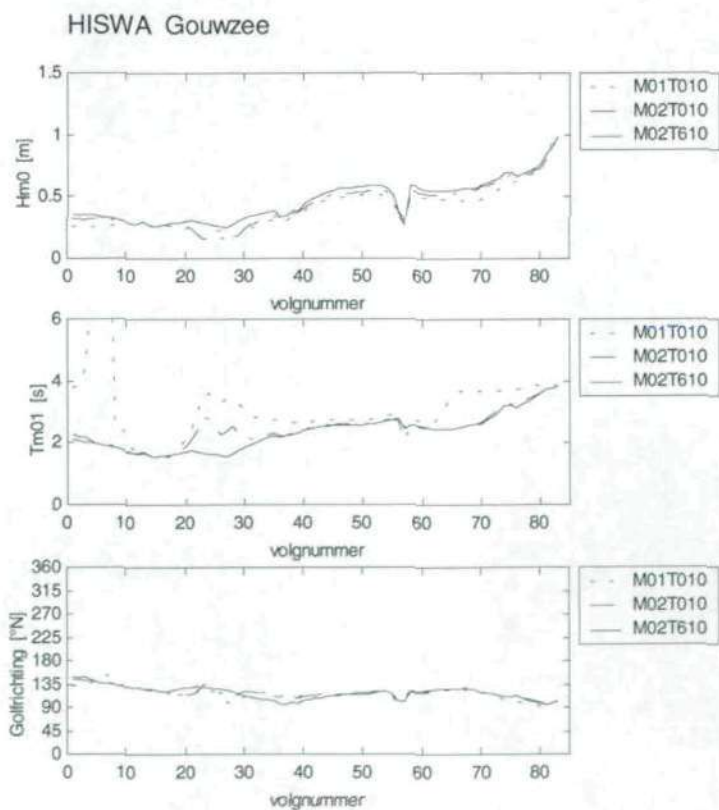 HISWA Gouwzee
1.5
1
0.5
0
Hm0 [m]
0 10 20 30 40 50 60 70 80
volgnummer
M01T010
M02T010
M02T610
6
4
2
0
Tm01 [s]
0 10 20 30 40 50 60 70 80
volgnummer
M01T010
M02T010
M02T610
360
315
270
225
180
135
90
45
0
Golfrichting [°N]
0 10 20 30 40 50 60 70 80
volgnummer
M01T010
M02T010
M02T610